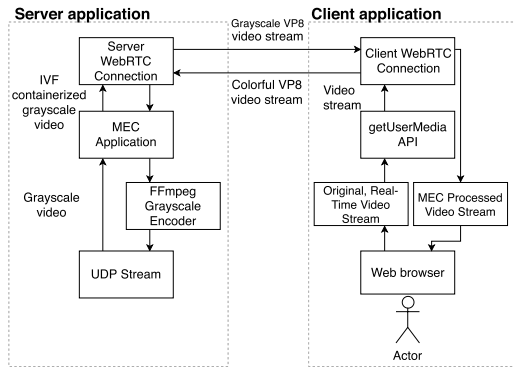 Server application
Client application
Grayscale VP8
video stream
Server
WebRTC
Connection
Client WebRTC
Connection
Colorful VP8
video stream
IVF
containerized
grayscale
video
Video
stream
MEC
Application
getUserMedia
API
Grayscale
video
FFmpeg
Grayscale
Encoder
Original, Real-
Time Video
Stream
MEC Processed
Video Stream
UDP Stream
Web browser
Actor